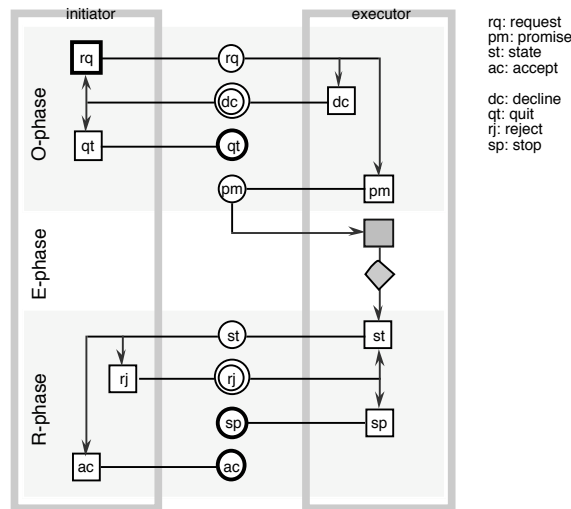 initiator
executor
rq: request
pm: promise
st: state
ac: accept
dc: decline
qt: quit
rj: reject
sp: stop
O-phase
rq
rq
dc
dc
qt
qt
pm
pm
E-phase
R-phase
st
st
rj
rj
sp
sp
ac
ac